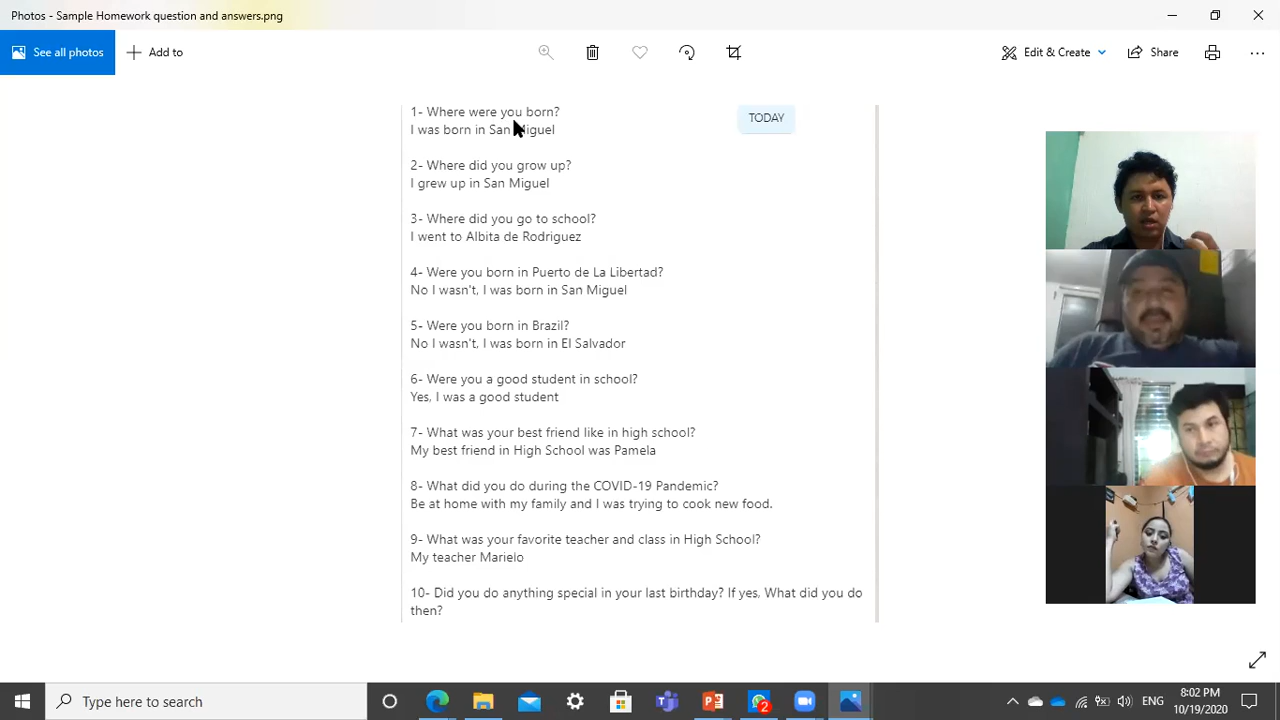 Photos - Sample Homework question and answers.png
See all photos
Add to
Edit & Create
Share
1- Where were you born?
TODAY
I was born in San Miguel
2- Where did you grow up?
I grew up in San Miguel
3- Where did you go to school?
I went to Albita de Rodriguez
4- Were you born in Puerto de La Libertad?
No I wasn't, I was born in San Miguel
5- Were you born in Brazil?
No I wasn't, I was born in El Salvador
6- Were you a good student in school?
Yes, I was a good student
7- What was your best friend like in high school?
My best friend in High School was Pamela
8- What did you do during the COVID-19 Pandemic?
Be at home with my family and I was trying to cook new food.
9- What was your favorite teacher and class in High School?
My teacher Marielo
10- Did you do anything special in your last birthday? If yes, What did you do
then?
Type here to search
2
ENG
8:02 PM
10/19/2020